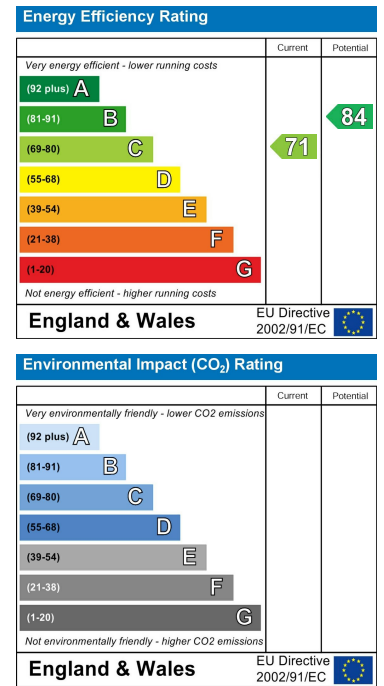 Energy Efficiency Rating
Current Potential
Very energy efficient - lower running costs
(92 plus) A
(81-91) B 84
(69-80) C 71
(55-68) D
(39-54) E
(21-38) F
(1-20) G
Not energy efficient - higher running costs
England & Wales
EU Directive
2002/91/EC
Environmental Impact (CO₂) Rating
Current Potential
Very environmentally friendly - lower CO2 emissions
(92 plus) A
(81-91) B
(69-80) C
(55-68) D
(39-54) E
(21-38) F
(1-20) G
Not environmentally friendly - higher CO2 emissions
England & Wales
EU Directive
2002/91/EC